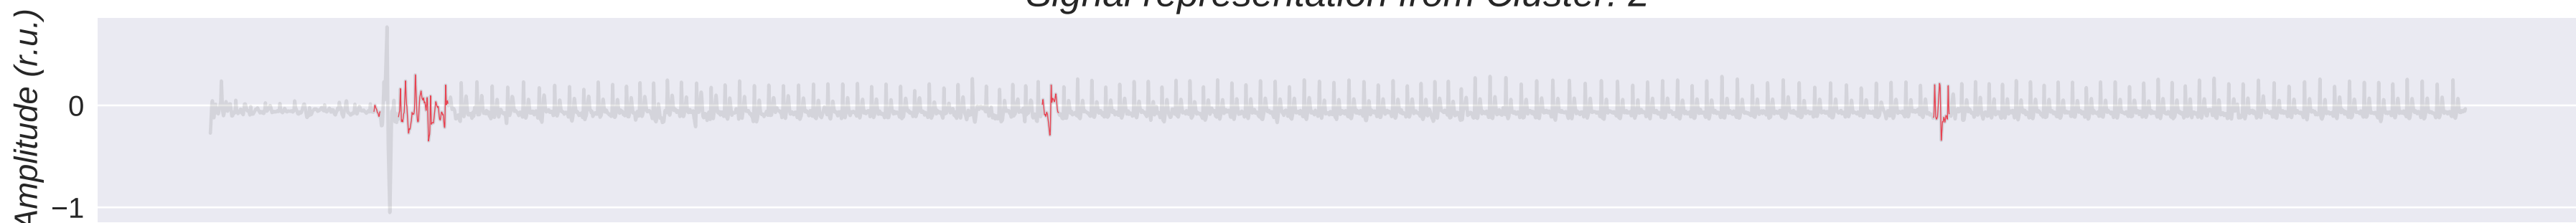 Signal representation from Cluster: 2
Amplitude (r.u.)
0
−1